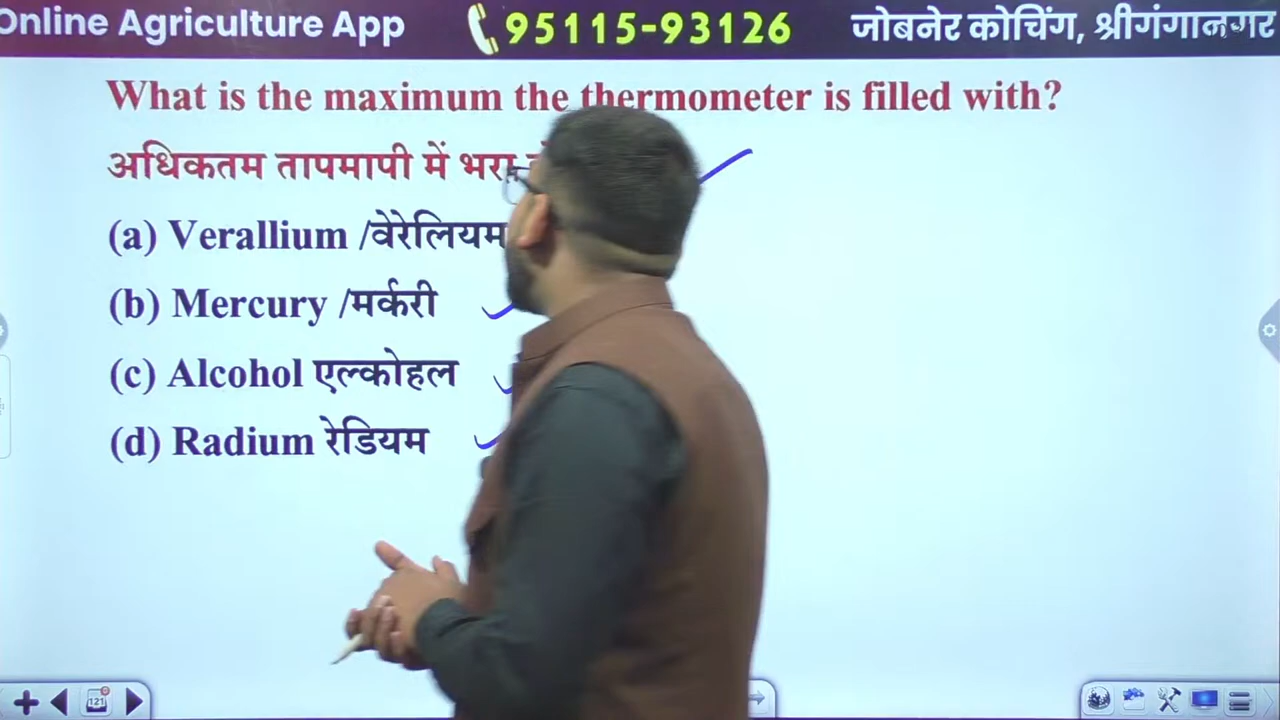 Online Agriculture App 95115-93126 जोबनेर कोचिंग, श्रीगंगानगर
What is the maximum the thermometer is filled with?
अधिकतम तापमापी में भरा
(a) Verallium /वेरेलियम
(b) Mercury /मर्करी
(c) Alcohol एल्कोहल
(d) Radium रेडियम
121